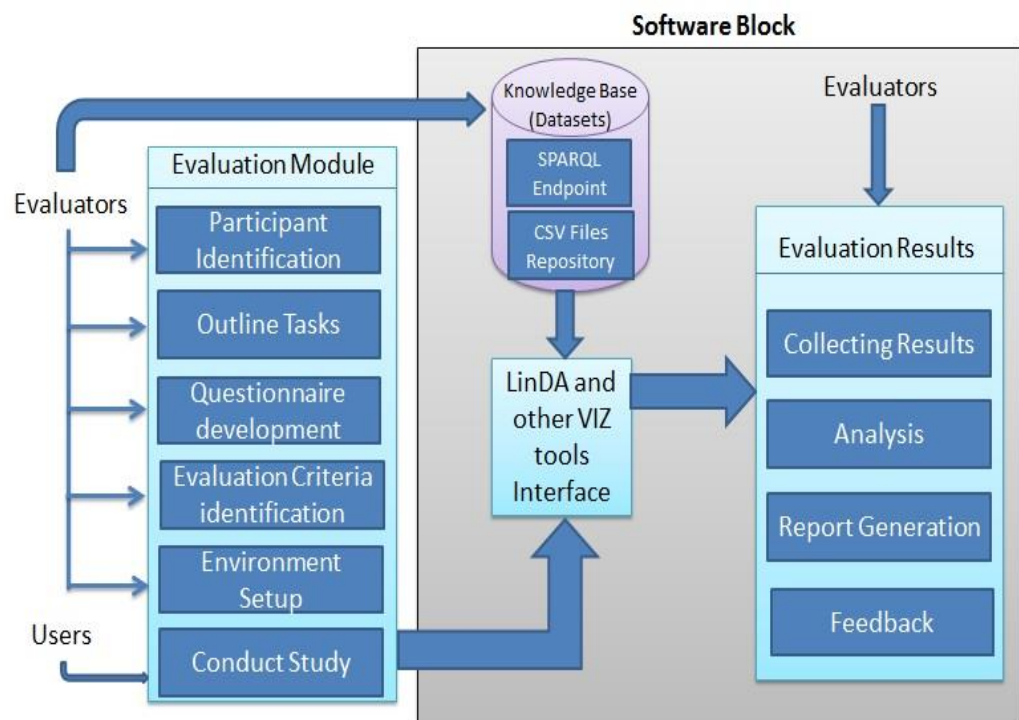 Software Block
Knowledge Base
(Datasets)
SPARQL
Endpoint
CSV Files
Repository
Evaluators
Evaluation Module
Evaluators
Participant
Identification
Outline Tasks
Questionnaire
development
Evaluation Criteria
identification
Environment
Setup
Users
Conduct Study
LinDA and
other VIZ
tools
Interface
Evaluation Results
Collecting Results
Analysis
Report Generation
Feedback